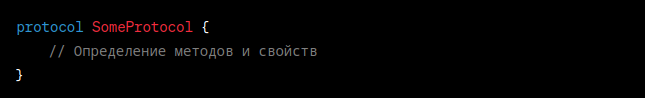 protocol SomeProtocol {
    // Определение методов и свойств
}